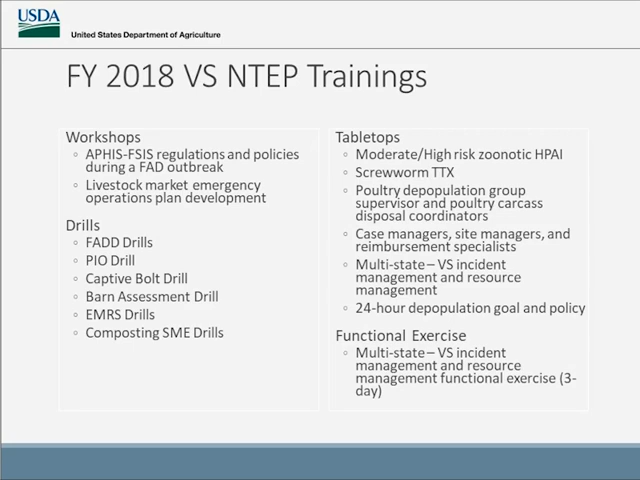 USDA
United States Department of Agriculture
FY 2018 VS NTEP Trainings
Workshops
◦ APHIS-FSIS regulations and policies
during a FAD outbreak
◦ Livestock market emergency
operations plan development
Drills
◦ FADD Drills
◦ PIO Drill
◦ Captive Bolt Drill
◦ Barn Assessment Drill
◦ EMRS Drills
◦ Composting SME Drills
Tabletops
◦ Moderate/High risk zoonotic HPAI
◦ Screwworm TTX
◦ Poultry depopulation group
supervisor and poultry carcass
disposal coordinators
◦ Case managers, site managers, and
reimbursement specialists
◦ Multi-state – VS incident
management and resource
management
◦ 24-hour depopulation goal and policy
Functional Exercise
◦ Multi-state – VS incident
management and resource
management functional exercise (3-
day)